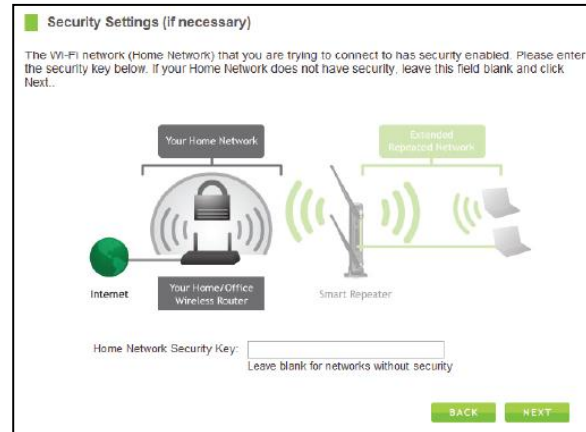 Security Settings (if necessary)
The Wi-Fi network (Home Network) that you are trying to connect to has security enabled. Please enter
the security key below. If your Home Network does not have security, leave this field blank and click
Next..
Your Home Network
Extended
Repeated Network
Internet
Your Home/Office
Wireless Router
Smart Repeater
Home Network Security Key:
Leave blank for networks without security
BACK
NEXT